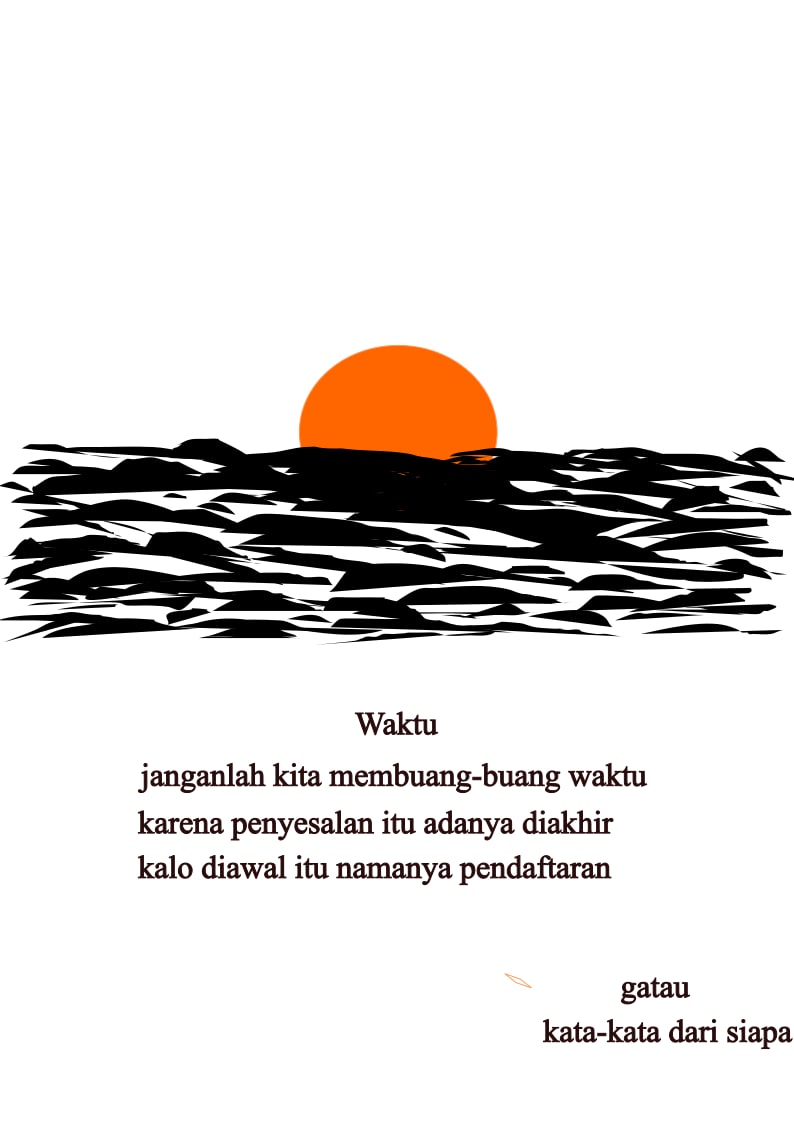 Waktu
janganlah kita membuang-buang waktu
karena penyesalan itu adanya diakhir
kalo diawal itu namanya pendaftaran
gatau
kata-kata dari siapa